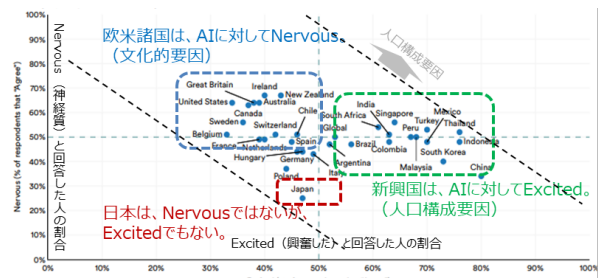 欧米諸国は、AIに対してNervous。
（文化的要因）
人口構成要因
新興国は、AIに対してExcited。
（人口構成要因）
日本は、Nervousではないが、
Excitedでもない。
Excited（興奮した）と回答した人の割合
Nervous（神経質）と回答した人の割合
Nervous (% of respondents that "Agree")
100%
90%
80%
70%
60%
50%
40%
30%
20%
10%
0%
0%
10%
20%
30%
40%
50%
60%
70%
80%
90%
100%
Great Britain
Ireland
New Zealand
United States
Australia
Canada
Chile
Sweden
Switzerland
Belgium
Spain
France
Netherlands
Hungary
Germany
Italy
Poland
Japan
India
Mexico
South Africa
Singapore
Turkey
Thailand
Global
Peru
Indonesia
Brazil
Colombia
South Korea
Argentina
Malaysia
China